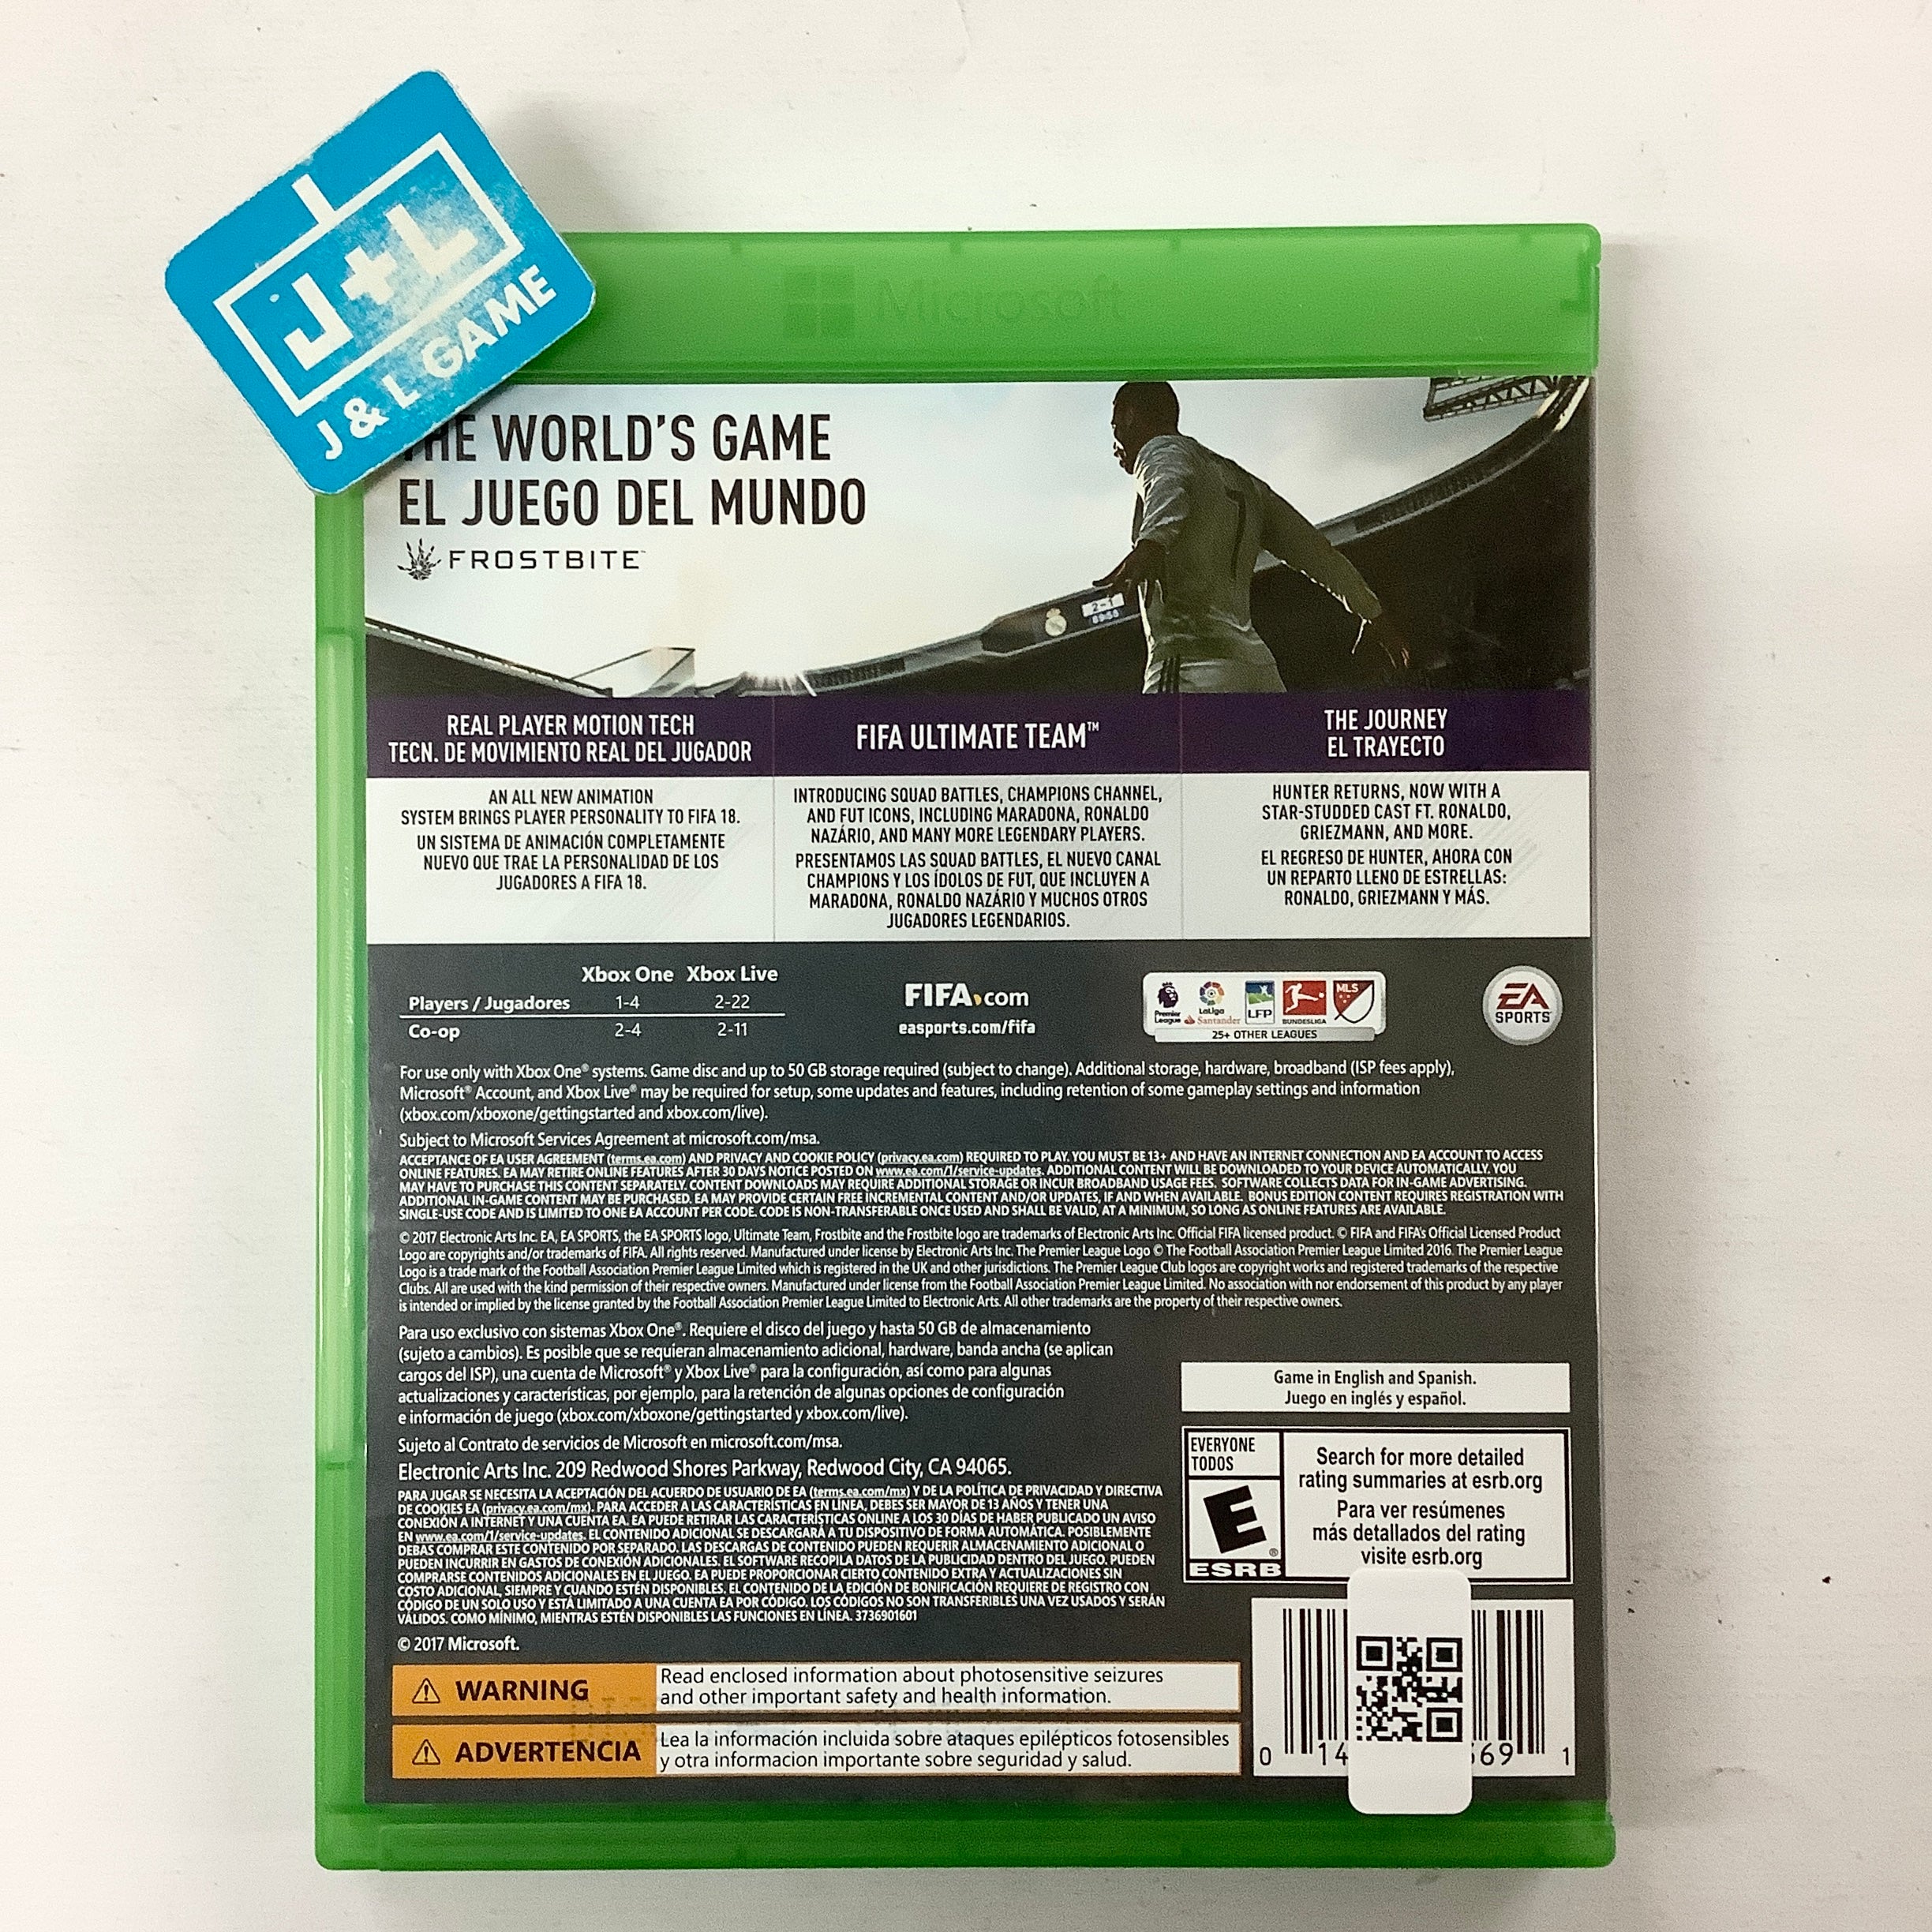 J+L
J & L GAME
Microsoft
THE WORLD'S GAME
EL JUEGO DEL MUNDO
FROSTBITE™
7
2-1
89:58
REAL PLAYER MOTION TECH
TECN. DE MOVIMIENTO REAL DEL JUGADOR
AN ALL NEW ANIMATION
SYSTEM BRINGS PLAYER PERSONALITY TO FIFA 18.
UN SISTEMA DE ANIMACIÓN COMPLETAMENTE
NUEVO QUE TRAE LA PERSONALIDAD DE LOS
JUGADORES A FIFA 18.
FIFA ULTIMATE TEAM™
INTRODUCING SQUAD BATTLES, CHAMPIONS CHANNEL,
AND FUT ICONS, INCLUDING MARADONA, RONALDO
NAZÁRIO, AND MANY MORE LEGENDARY PLAYERS.
PRESENTAMOS LAS SQUAD BATTLES, EL NUEVO CANAL
CHAMPIONS Y LOS ÍDOLOS DE FUT, QUE INCLUYEN A
MARADONA, RONALDO NAZÁRIO Y MUCHOS OTROS
JUGADORES LEGENDARIOS.
THE JOURNEY
EL TRAYECTO
HUNTER RETURNS, NOW WITH A
STAR-STUDDED CAST FT. RONALDO,
GRIEZMANN, AND MORE.
EL REGRESO DE HUNTER, AHORA CON
UN REPARTO LLENO DE ESTRELLAS:
RONALDO, GRIEZMANN Y MÁS.
Xbox One Xbox Live
Players / Jugadores 1-4 2-22
Co-op 2-4 2-11
FIFA.com
easports.com/fifa
Premier League
LaLiga Santander
LFP
BUNDESLIGA
MLS
25+ OTHER LEAGUES
EA SPORTS™
For use only with Xbox One® systems. Game disc and up to 50 GB storage required (subject to change). Additional storage, hardware, broadband (ISP fees apply),
Microsoft® Account, and Xbox Live® may be required for setup, some updates and features, including retention of some gameplay settings and information
(xbox.com/xboxone/gettingstarted and xbox.com/live).
Subject to Microsoft Services Agreement at microsoft.com/msa.
ACCEPTANCE OF EA USER AGREEMENT (terms.ea.com) AND PRIVACY AND COOKIE POLICY (privacy.ea.com) REQUIRED TO PLAY. YOU MUST BE 13+ AND HAVE AN INTERNET CONNECTION AND EA ACCOUNT TO ACCESS
ONLINE FEATURES. EA MAY RETIRE ONLINE FEATURES AFTER 30 DAYS NOTICE POSTED ON www.ea.com/1/service-updates. ADDITIONAL CONTENT WILL BE DOWNLOADED TO YOUR DEVICE AUTOMATICALLY. YOU
MAY HAVE TO PURCHASE THIS CONTENT SEPARATELY. CONTENT DOWNLOADS MAY REQUIRE ADDITIONAL STORAGE OR INCUR BROADBAND USAGE FEES. SOFTWARE COLLECTS DATA FOR IN-GAME ADVERTISING.
ADDITIONAL IN-GAME CONTENT MAY BE PURCHASED. EA MAY PROVIDE CERTAIN FREE INCREMENTAL CONTENT AND/OR UPDATES, IF AND WHEN AVAILABLE. BONUS EDITION CONTENT REQUIRES REGISTRATION WITH
SINGLE-USE CODE AND IS LIMITED TO ONE EA ACCOUNT PER CODE. CODE IS NON-TRANSFERABLE ONCE USED AND SHALL BE VALID, AT A MINIMUM, SO LONG AS ONLINE FEATURES ARE AVAILABLE.
© 2017 Electronic Arts Inc. EA, EA SPORTS, the EA SPORTS logo, Ultimate Team, Frostbite and the Frostbite logo are trademarks of Electronic Arts Inc. Official FIFA licensed product. © FIFA and FIFA's Official Licensed Product
Logo are copyrights and/or trademarks of FIFA. All rights reserved. Manufactured under license by Electronic Arts Inc. The Premier League Logo © The Football Association Premier League Limited 2016. The Premier League
Logo is a trade mark of the Football Association Premier League Limited which is registered in the UK and other jurisdictions. The Premier League Club logos are copyright works and registered trademarks of the respective
Clubs. All are used with the kind permission of their respective owners. Manufactured under license from the Football Association Premier League Limited. No association with nor endorsement of this product by any player
is intended or implied by the license granted by the Football Association Premier League Limited to Electronic Arts. All other trademarks are the property of their respective owners.
Para uso exclusivo con sistemas Xbox One®. Requiere el disco del juego y hasta 50 GB de almacenamiento
(sujeto a cambios). Es posible que se requieran almacenamiento adicional, hardware, banda ancha (se aplican
cargos del ISP), una cuenta de Microsoft® y Xbox Live® para la configuración, así como para algunas
actualizaciones y características, por ejemplo, para la retención de algunas opciones de configuración
e información de juego (xbox.com/xboxone/gettingstarted y xbox.com/live).
Sujeto al Contrato de servicios de Microsoft en microsoft.com/msa.
Electronic Arts Inc. 209 Redwood Shores Parkway, Redwood City, CA 94065.
PARA JUGAR SE NECESITA LA ACEPTACIÓN DEL ACUERDO DE USUARIO DE EA (terms.ea.com/mx) Y DE LA POLÍTICA DE PRIVACIDAD Y DIRECTIVA
DE COOKIES EA (privacy.ea.com/mx). PARA ACCEDER A LAS CARACTERÍSTICAS EN LÍNEA, DEBES SER MAYOR DE 13 AÑOS Y TENER UNA
CONEXIÓN A INTERNET Y UNA CUENTA EA. EA PUEDE RETIRAR LAS CARACTERÍSTICAS ONLINE A LOS 30 DÍAS DE HABER PUBLICADO UN AVISO
EN www.ea.com/1/service-updates. EL CONTENIDO ADICIONAL SE DESCARGARÁ A TU DISPOSITIVO DE FORMA AUTOMÁTICA. POSIBLEMENTE
DEBAS COMPRAR ESTE CONTENIDO POR SEPARADO. LAS DESCARGAS DE CONTENIDO PUEDEN REQUERIR ALMACENAMIENTO ADICIONAL O
PUEDEN INCURRIR EN GASTOS DE CONEXIÓN ADICIONALES. EL SOFTWARE RECOPILA DATOS DE LA PUBLICIDAD DENTRO DEL JUEGO. PUEDEN
COMPRARSE CONTENIDOS ADICIONALES EN EL JUEGO. EA PUEDE PROPORCIONAR CIERTO CONTENIDO EXTRA Y ACTUALIZACIONES SIN
COSTO ADICIONAL, SIEMPRE Y CUANDO ESTÉN DISPONIBLES. EL CONTENIDO DE LA EDICIÓN DE BONIFICACIÓN REQUIERE DE REGISTRO CON
CÓDIGO DE UN SOLO USO Y ESTÁ LIMITADO A UNA CUENTA EA POR CÓDIGO. LOS CÓDIGOS NO SON TRANSFERIBLES UNA VEZ USADOS Y SERÁN
VÁLIDOS. COMO MÍNIMO, MIENTRAS ESTÉN DISPONIBLES LAS FUNCIONES EN LÍNEA. 3736901601
© 2017 Microsoft.
Game in English and Spanish.
Juego en inglés y español.
EVERYONE
TODOS
E
ESRB
Search for more detailed
rating summaries at esrb.org
Para ver resúmenes
más detallados del rating
visite esrb.org
WARNING
Read enclosed information about photosensitive seizures
and other important safety and health information.
ADVERTENCIA
Lea la información incluida sobre ataques epilépticos fotosensibles
y otra informacion importante sobre seguridad y salud.
0 14 69 1